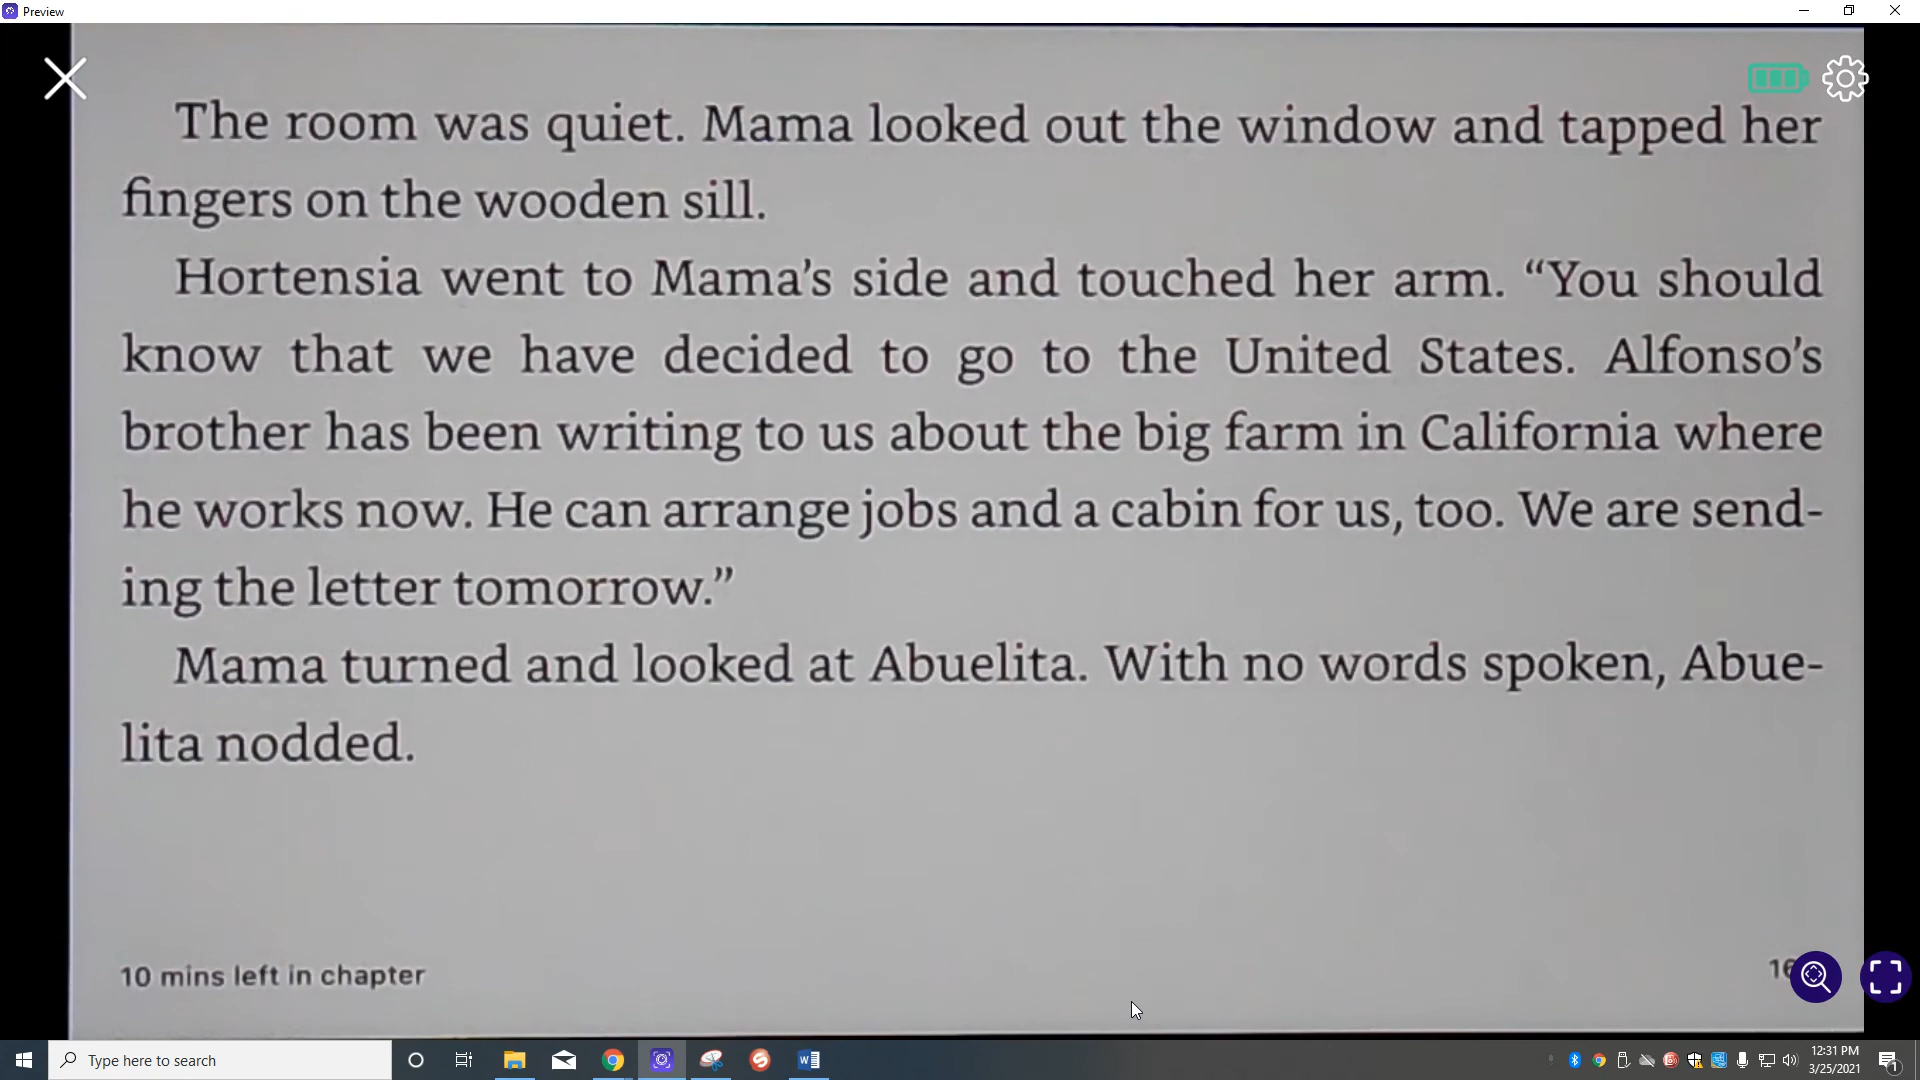 Preview
The room was quiet. Mama looked out the window and tapped her
fingers on the wooden sill.
Hortensia went to Mama’s side and touched her arm. “You should
know that we have decided to go to the United States. Alfonso’s
brother has been writing to us about the big farm in California where
he works now. He can arrange jobs and a cabin for us, too. We are send-
ing the letter tomorrow.”
Mama turned and looked at Abuelita. With no words spoken, Abue-
lita nodded.
10 mins left in chapter
Type here to search
12:31 PM
3/25/2021